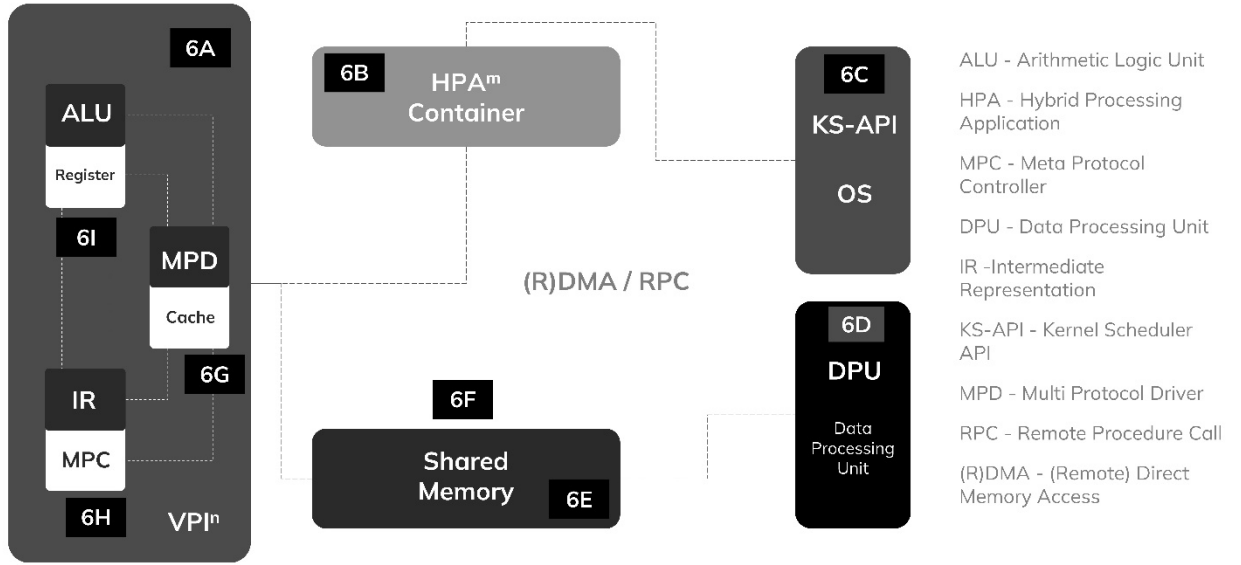 6A
ALU
Register
6I
MPD
Cache
6G
IR
MPC
6H
VPIⁿ
6B
HPAᵐ
Container
(R)DMA / RPC
6F
Shared
Memory
6E
6C
KS-API
OS
6D
DPU
Data
Processing
Unit
ALU - Arithmetic Logic Unit
HPA - Hybrid Processing
Application
MPC - Meta Protocol
Controller
DPU - Data Processing Unit
IR -Intermediate
Representation
KS-API - Kernel Scheduler
API
MPD - Multi Protocol Driver
RPC - Remote Procedure Call
(R)DMA - (Remote) Direct
Memory Access